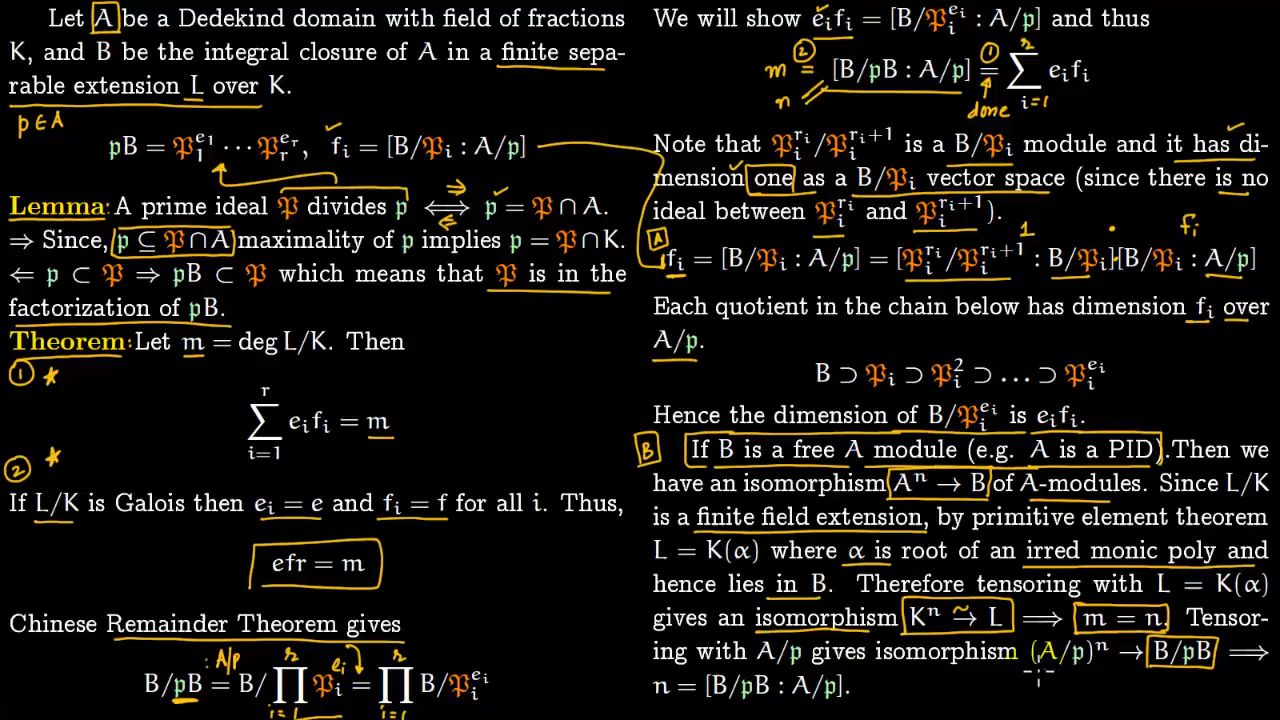 Let A be a Dedekind domain with field of fractions
K, and B be the integral closure of A in a finite sepa-
rable extension L over K.
p ∈ A
pB = 𝔓₁^{e₁} ⋯ 𝔓ᵣ^{eᵣ}, fᵢ = [B/𝔓ᵢ : A/p]
Lemma: A prime ideal 𝔓 divides p ⟺ p = 𝔓 ∩ A.
⇒ Since, p ⊆ 𝔓 ∩ A maximality of p implies p = 𝔓 ∩ K.
⇐ p ⊂ 𝔓 ⇒ pB ⊂ 𝔓 which means that 𝔓 is in the
factorization of pB.
Theorem: Let m = deg L/K. Then
①
∑_{i=1}^{r} eᵢfᵢ = m
②
If L/K is Galois then eᵢ = e and fᵢ = f for all i. Thus,
efr = m
Chinese Remainder Theorem gives
: A/p
B/pB = B/∏_{i=1}^{r} 𝔓ᵢ^{eᵢ} = ∏_{i=1}^{r} B/𝔓ᵢ^{eᵢ}
We will show eᵢfᵢ = [B/𝔓ᵢ^{eᵢ} : A/p] and thus
② ①
m = [B/pB : A/p] = ∑_{i=1}^{r} eᵢfᵢ
n done
Note that 𝔓ᵢ^{rᵢ}/𝔓ᵢ^{rᵢ+1} is a B/𝔓ᵢ module and it has di-
mension one as a B/𝔓ᵢ vector space (since there is no
ideal between 𝔓ᵢ^{rᵢ} and 𝔓ᵢ^{rᵢ+1}).
A 1 fᵢ
fᵢ = [B/𝔓ᵢ : A/p] = [𝔓ᵢ^{rᵢ}/𝔓ᵢ^{rᵢ+1} : B/𝔓ᵢ][B/𝔓ᵢ : A/p]
Each quotient in the chain below has dimension fᵢ over
A/p.
B ⊃ 𝔓ᵢ ⊃ 𝔓ᵢ² ⊃ … ⊃ 𝔓ᵢ^{eᵢ}
Hence the dimension of B/𝔓ᵢ^{eᵢ} is eᵢfᵢ.
B If B is a free A module (e.g. A is a PID).Then we
have an isomorphism Aⁿ → B of A-modules. Since L/K
is a finite field extension, by primitive element theorem
L = K(α) where α is root of an irred monic poly and
hence lies in B. Therefore tensoring with L = K(α)
gives an isomorphism Kⁿ ⥲ L ⟹ m = n. Tensor-
ing with A/p gives isomorphism (A/p)ⁿ → B/pB ⟹
n = [B/pB : A/p].